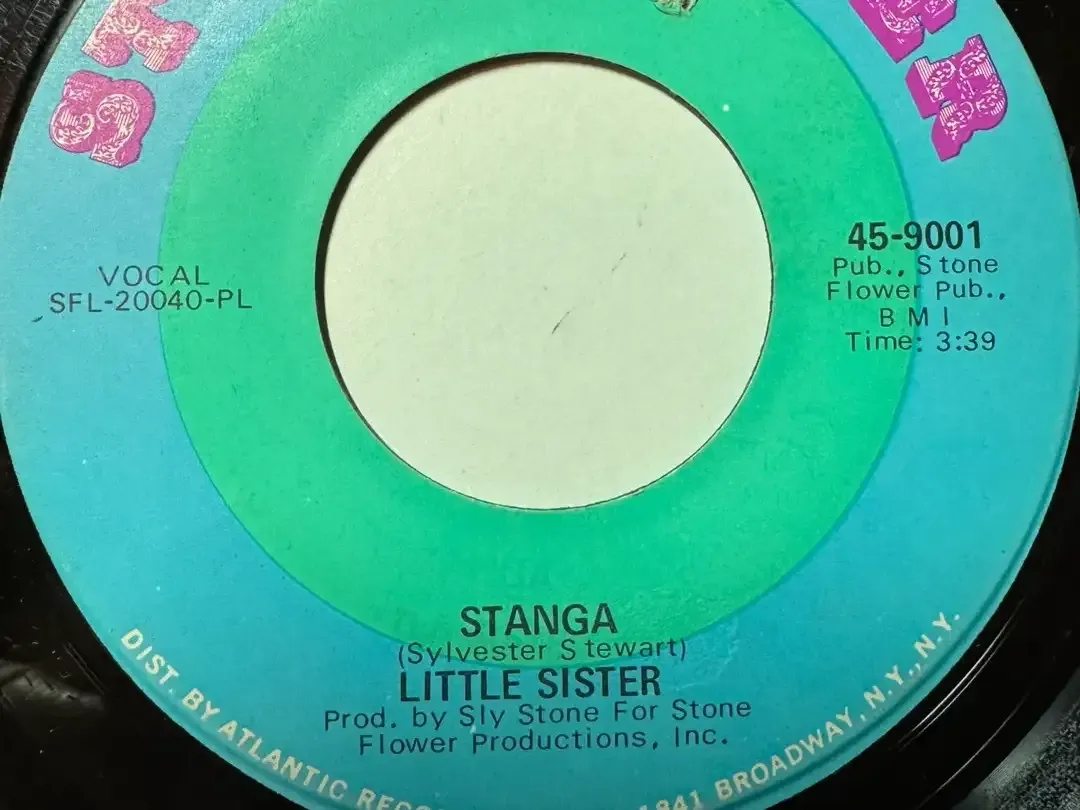 VOCAL
SFL-20040-PL
45-9001
Pub., Stone
Flower Pub.,
BMI
Time: 3:39
STANGA
(Sylvester Stewart)
LITTLE SISTER
Prod. by Sly Stone For Stone
Flower Productions, Inc.
DIST. BY ATLANTIC 1841 BROADWAY, N.Y., N.Y.